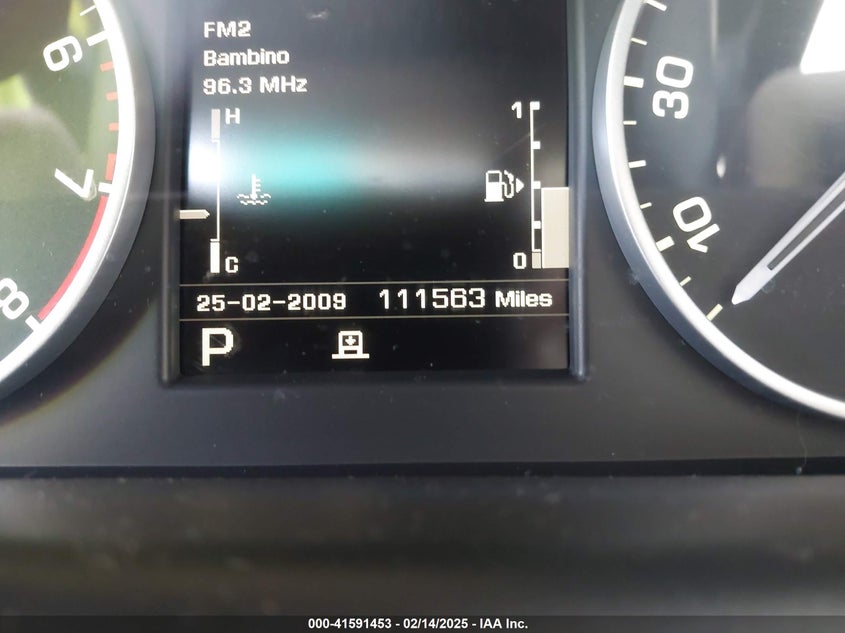 FM2
Bambino
96.3 MHz
H
1
C
0
25-02-2009 111563 Miles
P
6
7
8
30
10
000-41591453 - 02/14/2025 - IAA Inc.